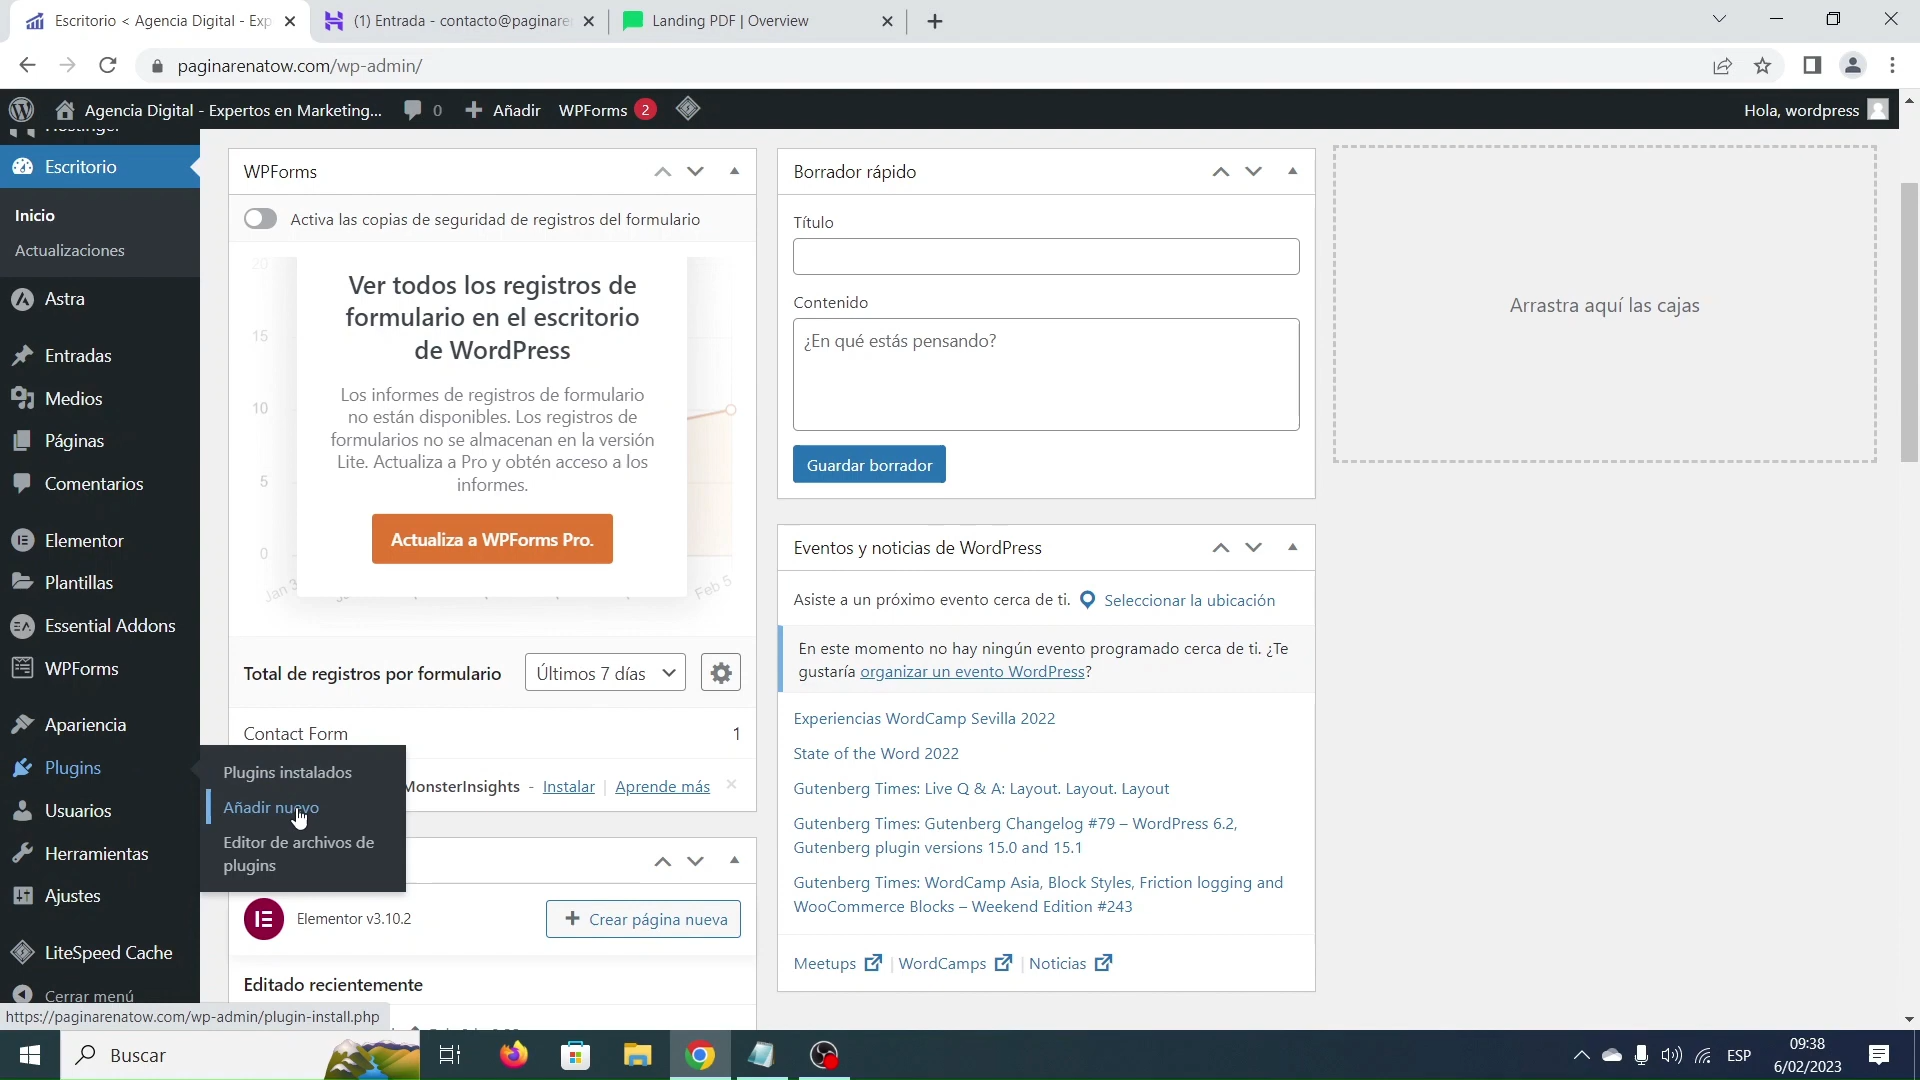 Escritorio < Agencia Digital - Exp
(1) Entrada - contacto@paginaren
Landing PDF | Overview
paginarenatow.com/wp-admin/
Agencia Digital - Expertos en Marketing...
0
Añadir
WPForms
2
Hola, wordpress
Hostinger
Escritorio
Inicio
Actualizaciones
Astra
Entradas
Medios
Páginas
Comentarios
Elementor
Plantillas
Essential Addons
WPForms
Apariencia
Plugins
Usuarios
Herramientas
Ajustes
LiteSpeed Cache
Cerrar menú
Plugins instalados
Añadir nuevo
Editor de archivos de
plugins
WPForms
Activa las copias de seguridad de registros del formulario
20
15
10
5
0
Jan 3
Feb 5
Ver todos los registros de
formulario en el escritorio
de WordPress
Los informes de registros de formulario
no están disponibles. Los registros de
formularios no se almacenan en la versión
Lite. Actualiza a Pro y obtén acceso a los
informes.
Actualiza a WPForms Pro.
Total de registros por formulario
Últimos 7 días
Contact Form
1
MonsterInsights - Instalar | Aprende más
Elementor v3.10.2
Crear página nueva
Editado recientemente
Borrador rápido
Título
Contenido
¿En qué estás pensando?
Guardar borrador
Eventos y noticias de WordPress
Asiste a un próximo evento cerca de ti. Seleccionar la ubicación
En este momento no hay ningún evento programado cerca de ti. ¿Te
gustaría organizar un evento WordPress?
Experiencias WordCamp Sevilla 2022
State of the Word 2022
Gutenberg Times: Live Q & A: Layout. Layout. Layout
Gutenberg Times: Gutenberg Changelog #79 – WordPress 6.2,
Gutenberg plugin versions 15.0 and 15.1
Gutenberg Times: WordCamp Asia, Block Styles, Friction logging and
WooCommerce Blocks – Weekend Edition #243
Meetups | WordCamps | Noticias
Arrastra aquí las cajas
https://paginarenatow.com/wp-admin/plugin-install.php
Buscar
ESP
09:38
6/02/2023